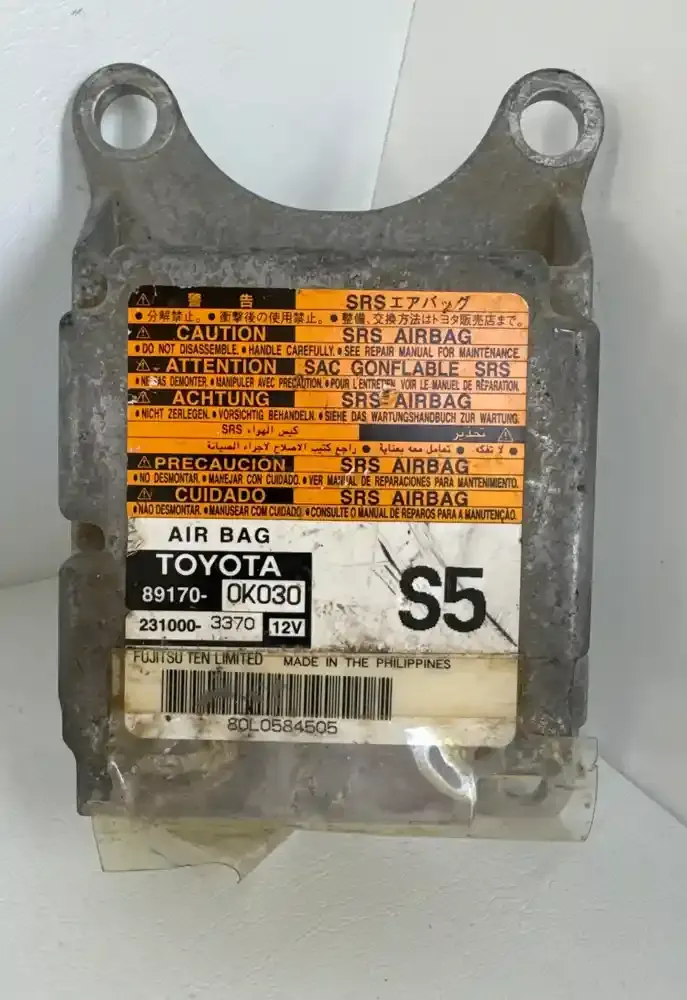 ⚠ 警告 SRSエアバッグ
●分解禁止。●衝撃後の使用禁止。●整備、交換方法はトヨタ販売店まで。
⚠ CAUTION SRS AIRBAG
●DO NOT DISASSEMBLE. ●HANDLE CAREFULLY. ●SEE REPAIR MANUAL FOR MAINTENANCE.
⚠ ATTENTION SAC GONFLABLE SRS
●NE PAS DEMONTER. ●MANIPULER AVEC PRECAUTION. ●POUR L'ENTRETIEN, VOIR LE MANUEL DE RÉPARATION.
⚠ ACHTUNG SRS AIRBAG
●NICHT ZERLEGEN. ●VORSICHTIG BEHANDELN. ●SIEHE DAS WARTUNGSHANDBUCH ZUR WARTUNG.
⚠ تحذير كيس الهواء SRS
● لا تفكه ● تعامل معه بعناية ● راجع كتيب الاصلاح لاجراء الصيانة
⚠ PRECAUCION SRS AIRBAG
●NO DESMONTAR. ●MANEJAR CON CUIDADO. ●VER MANUAL DE REPARACIONES PARA MANTENIMIENTO.
⚠ CUIDADO SRS AIRBAG
●NÃO DESMONTAR. ●MANUSEAR COM CUIDADO. ●CONSULTE O MANUAL DE REPAROS PARA A MANUTENÇÃO.
AIR BAG
TOYOTA
89170- 0K030
S5
231000- 3370 12V
FUJITSU TEN LIMITED MADE IN THE PHILIPPINES
80L0584505